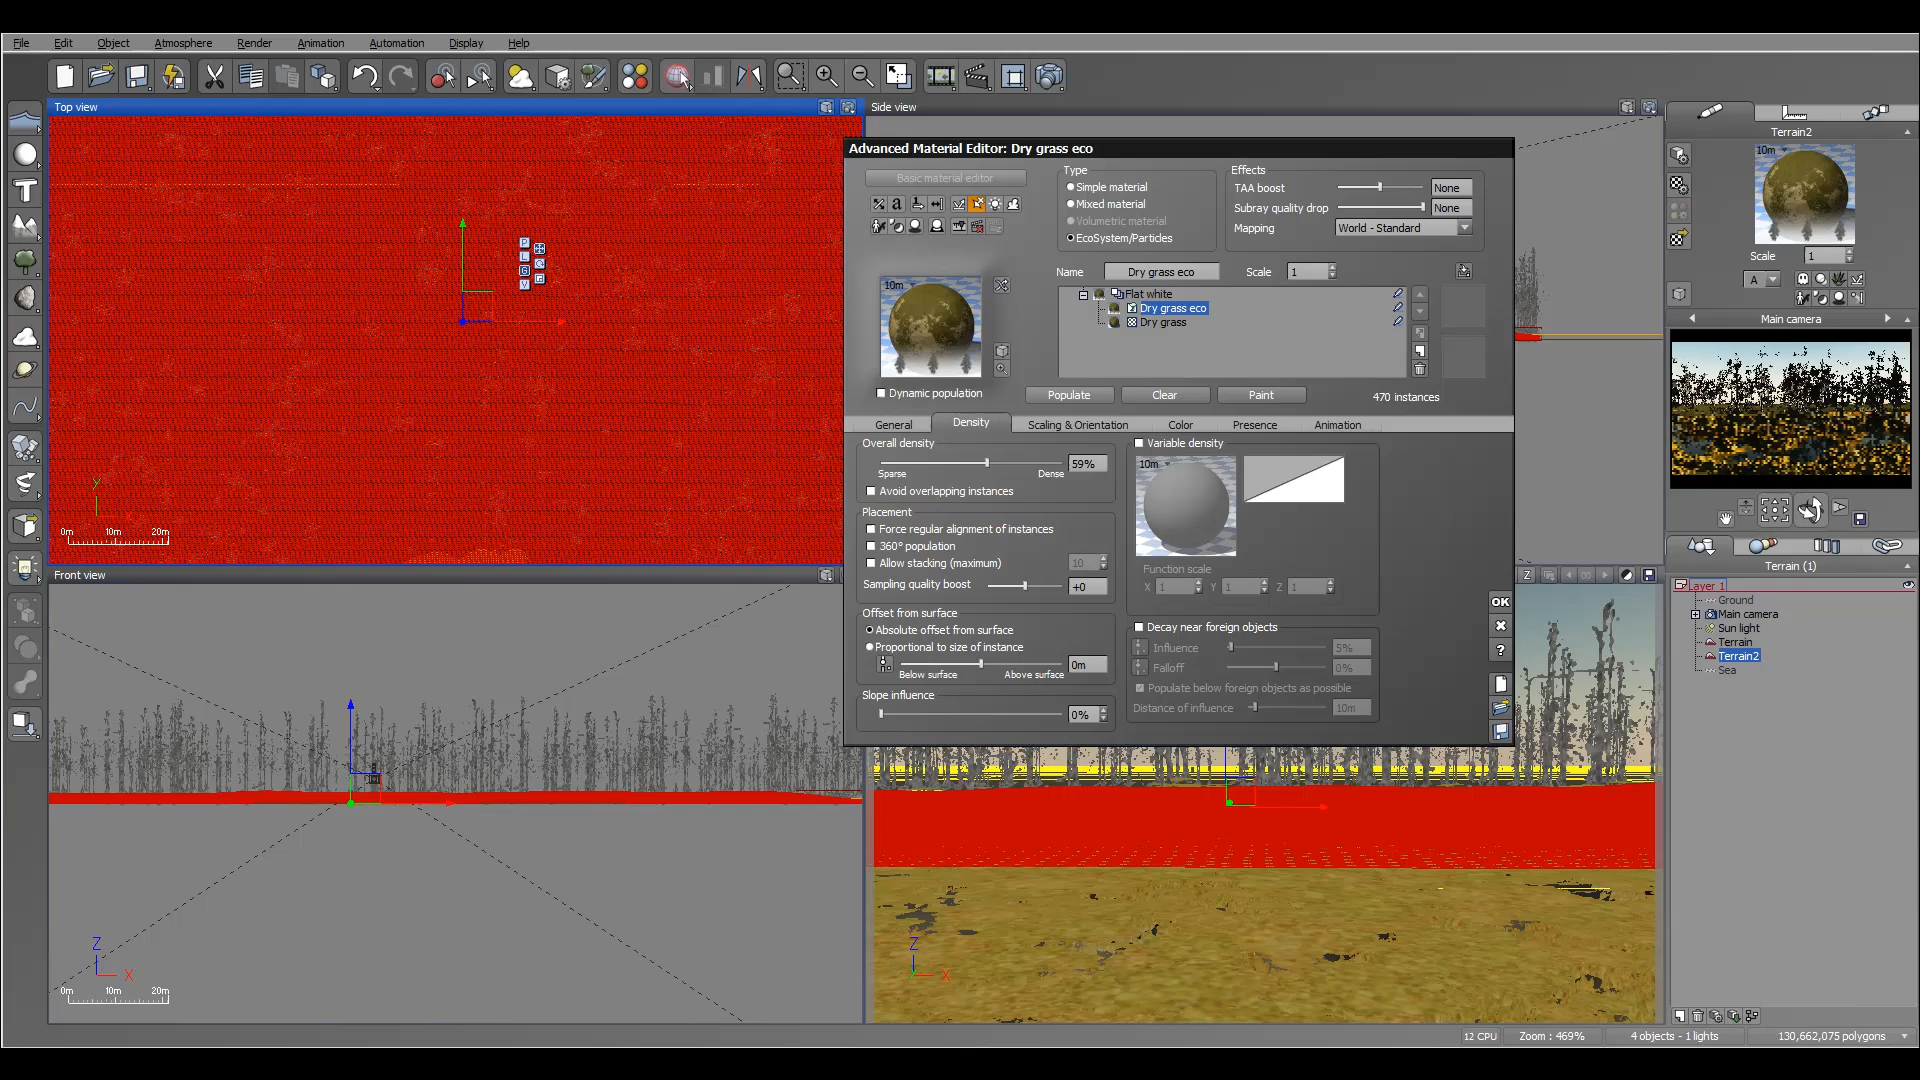 File Edit Object Atmosphere Render Animation Automation Display Help
Top view
Side view
Y
0m 10m 20m
Front view
Z
X
0m 10m 20m
Z
X
P
L
G
V
Advanced Material Editor: Dry grass eco
Basic material editor
Type
Simple material
Mixed material
Volumetric material
EcoSystem/Particles
Effects
TAA boost None
Subray quality drop None
Mapping World - Standard
10m
Name Dry grass eco Scale 1
Flat white
Dry grass eco
Dry grass
Dynamic population
Populate Clear Paint 470 instances
General Density Scaling & Orientation Color Presence Animation
Overall density
59%
Sparse Dense
Avoid overlapping instances
Placement
Force regular alignment of instances
360° population
Allow stacking (maximum) 10
Sampling quality boost +0
Offset from surface
Absolute offset from surface
Proportional to size of instance
0m
Below surface Above surface
Slope influence
0%
Variable density
10m
Function scale
X 1 Y 1 Z 1
Decay near foreign objects
Influence 5%
Falloff 0%
Populate below foreign objects as possible
Distance of influence 10m
OK
?
Z
Terrain2
10m
Scale 1
A
Main camera
Terrain (1)
Layer 1
Ground
Main camera
Sun light
Terrain
Terrain2
Sea
12 CPU Zoom : 469% 4 objects - 1 lights 130,662,075 polygons